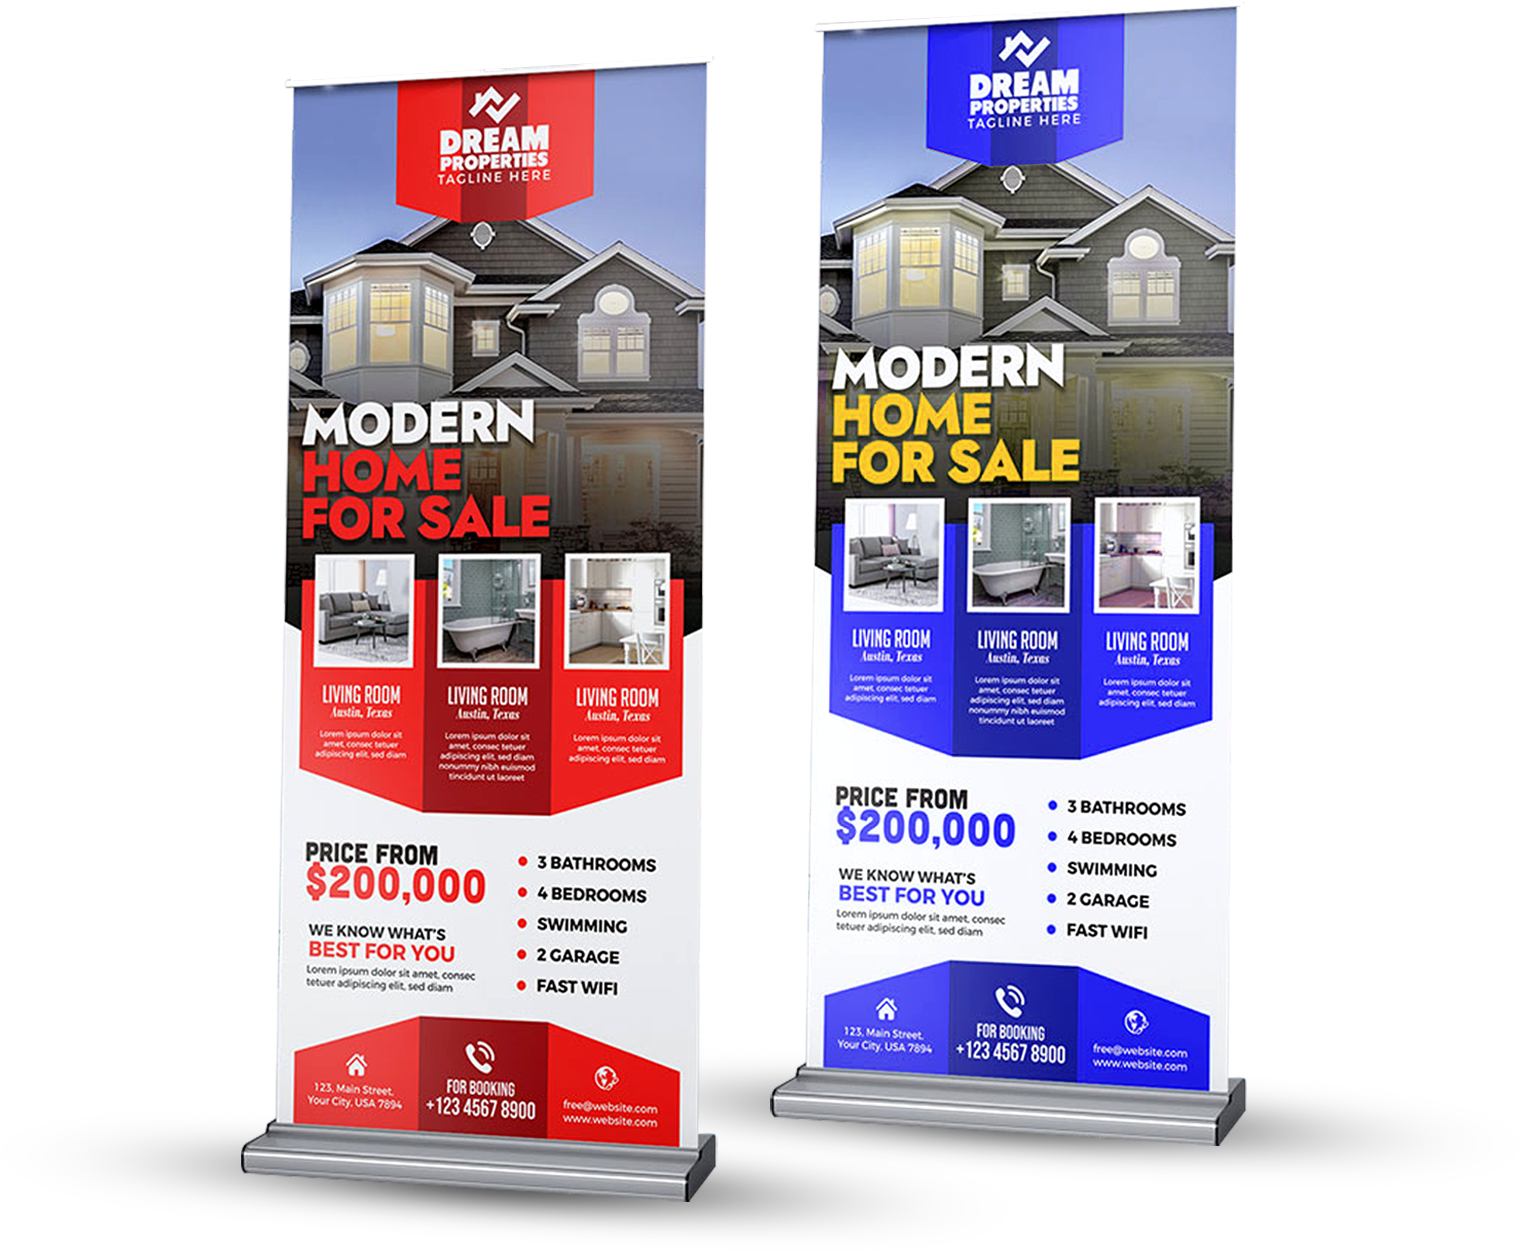 DREAM
PROPERTIES
TAGLINE HERE
MODERN
HOME
FOR SALE
LIVING ROOM
Austin, Texas
Lorem ipsum dolor sit
amet, consec tetuer
adipiscing elit, sed diam
LIVING ROOM
Austin, Texas
Lorem ipsum dolor sit
amet, consec tetuer
adipiscing elit, sed diam
nonummy nibh euismod
tincidunt ut laoreet
LIVING ROOM
Austin, Texas
Lorem ipsum dolor sit
amet, consec tetuer
adipiscing elit, sed diam
PRICE FROM
$200,000
WE KNOW WHAT'S
BEST FOR YOU
Lorem ipsum dolor sit amet, consec
tetuer adipiscing elit, sed diam
• 3 BATHROOMS
• 4 BEDROOMS
• SWIMMING
• 2 GARAGE
• FAST WIFI
123, Main Street,
Your City, USA 7894
FOR BOOKING
+123 4567 8900
free@website.com
www.website.com
DREAM
PROPERTIES
TAGLINE HERE
MODERN
HOME
FOR SALE
LIVING ROOM
Austin, Texas
Lorem ipsum dolor sit
amet, consec tetuer
adipiscing elit, sed diam
LIVING ROOM
Austin, Texas
Lorem ipsum dolor sit
amet, consec tetuer
adipiscing elit, sed diam
nonummy nibh euismod
tincidunt ut laoreet
LIVING ROOM
Austin, Texas
Lorem ipsum dolor sit
amet, consec tetuer
adipiscing elit, sed diam
PRICE FROM
$200,000
WE KNOW WHAT'S
BEST FOR YOU
Lorem ipsum dolor sit amet, consec
tetuer adipiscing elit, sed diam
• 3 BATHROOMS
• 4 BEDROOMS
• SWIMMING
• 2 GARAGE
• FAST WIFI
123, Main Street,
Your City, USA 7894
FOR BOOKING
+123 4567 8900
free@website.com
www.website.com